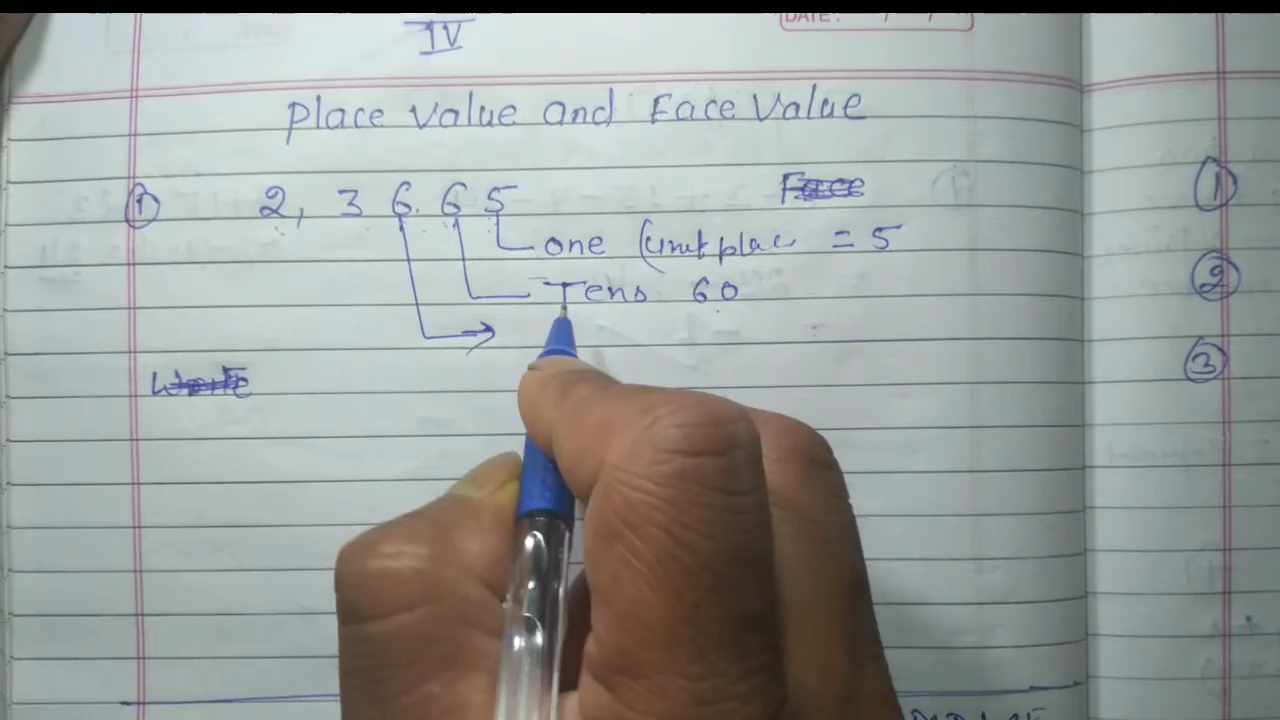 DATE: / /
IV
Place Value and Face Value
① 2, 3 6 6 5
one (unit plac = 5
Tens 60
①
②
③